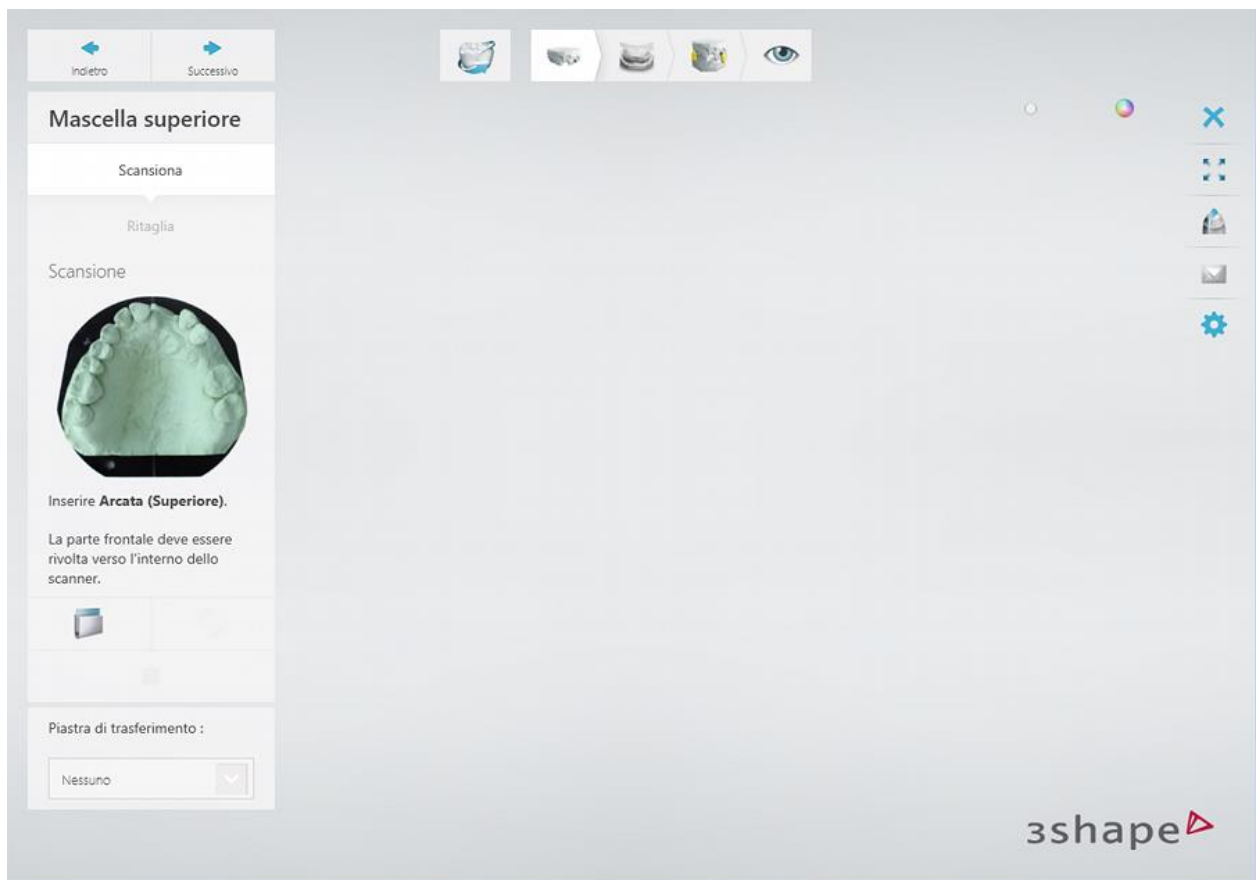 Indietro
Successivo
Mascella superiore
Scansiona
Ritaglia
Scansione
Inserire Arcata (Superiore).
La parte frontale deve essere
rivolta verso l'interno dello
scanner.
Piastra di trasferimento :
Nessuno
3shape